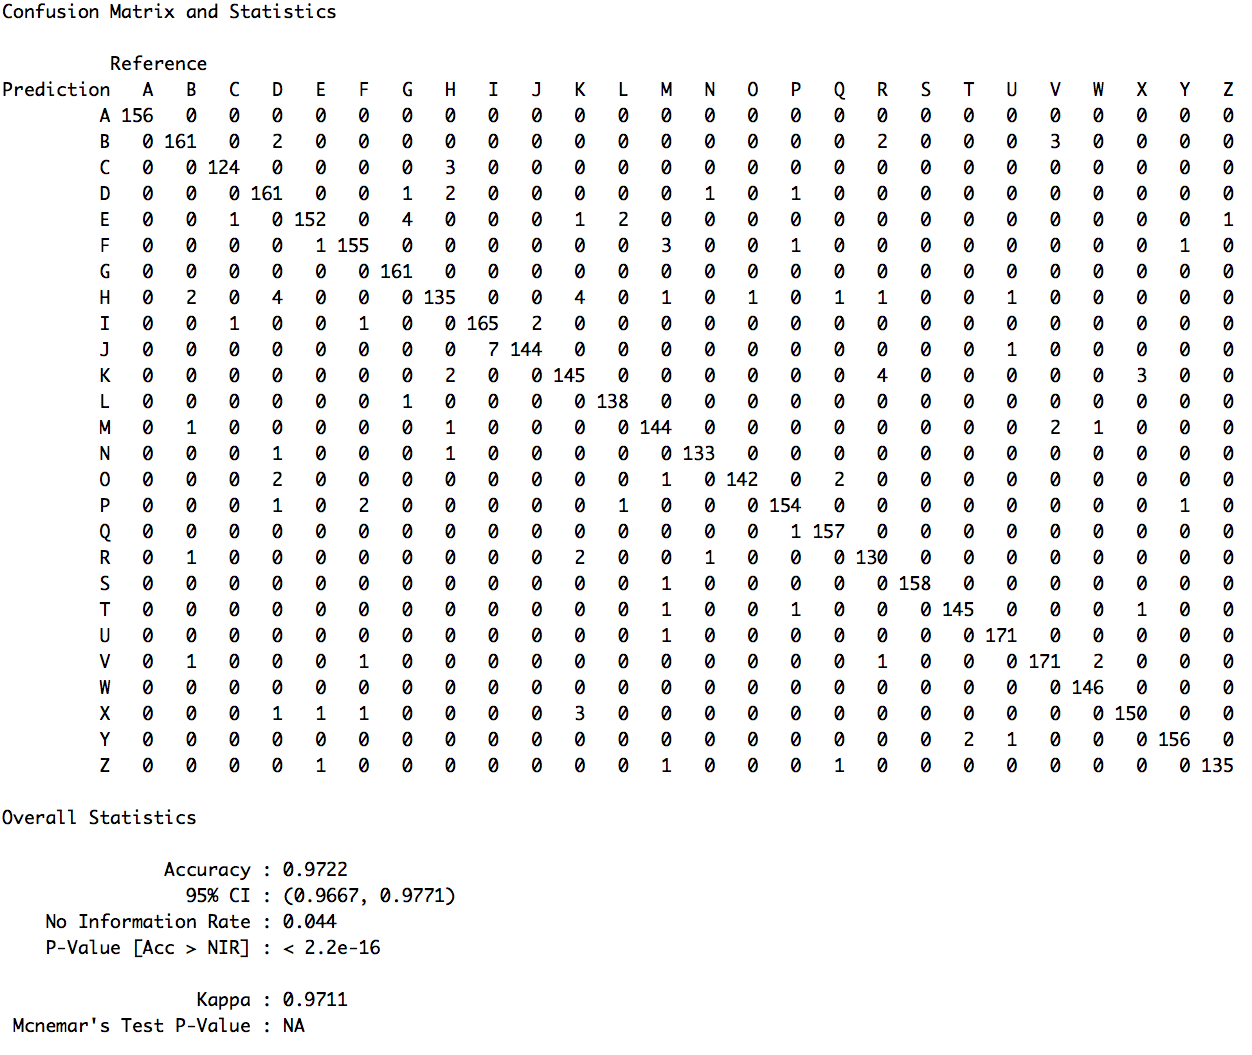 Confusion Matrix and Statistics
Reference
Prediction A B C D E F G H I J K L M N O P Q R S T U V W X Y Z
A 156 0 0 0 0 0 0 0 0 0 0 0 0 0 0 0 0 0 0 0 0 0 0 0 0 0
B 0 161 0 2 0 0 0 0 0 0 0 0 0 0 0 0 0 2 0 0 0 3 0 0 0 0
C 0 0 124 0 0 0 0 3 0 0 0 0 0 0 0 0 0 0 0 0 0 0 0 0 0 0
D 0 0 0 161 0 0 1 2 0 0 0 0 0 1 0 1 0 0 0 0 0 0 0 0 0 0
E 0 0 1 0 152 0 4 0 0 0 1 2 0 0 0 0 0 0 0 0 0 0 0 0 0 1
F 0 0 0 0 1 155 0 0 0 0 0 0 3 0 0 1 0 0 0 0 0 0 0 0 1 0
G 0 0 0 0 0 0 161 0 0 0 0 0 0 0 0 0 0 0 0 0 0 0 0 0 0 0
H 0 2 0 4 0 0 0 135 0 0 4 0 1 0 1 0 1 1 0 0 1 0 0 0 0 0
I 0 0 1 0 0 1 0 0 165 2 0 0 0 0 0 0 0 0 0 0 0 0 0 0 0 0
J 0 0 0 0 0 0 0 0 7 144 0 0 0 0 0 0 0 0 0 0 1 0 0 0 0 0
K 0 0 0 0 0 0 0 2 0 0 145 0 0 0 0 0 0 4 0 0 0 0 0 3 0 0
L 0 0 0 0 0 0 1 0 0 0 0 138 0 0 0 0 0 0 0 0 0 0 0 0 0 0
M 0 1 0 0 0 0 0 1 0 0 0 0 144 0 0 0 0 0 0 0 0 2 1 0 0 0
N 0 0 0 1 0 0 0 1 0 0 0 0 0 133 0 0 0 0 0 0 0 0 0 0 0 0
O 0 0 0 2 0 0 0 0 0 0 0 0 1 0 142 0 2 0 0 0 0 0 0 0 0 0
P 0 0 0 1 0 2 0 0 0 0 0 1 0 0 0 154 0 0 0 0 0 0 0 0 1 0
Q 0 0 0 0 0 0 0 0 0 0 0 0 0 0 0 1 157 0 0 0 0 0 0 0 0 0
R 0 1 0 0 0 0 0 0 0 0 2 0 0 1 0 0 0 130 0 0 0 0 0 0 0 0
S 0 0 0 0 0 0 0 0 0 0 0 0 1 0 0 0 0 0 158 0 0 0 0 0 0 0
T 0 0 0 0 0 0 0 0 0 0 0 0 1 0 0 1 0 0 0 145 0 0 0 1 0 0
U 0 0 0 0 0 0 0 0 0 0 0 0 1 0 0 0 0 0 0 0 171 0 0 0 0 0
V 0 1 0 0 0 1 0 0 0 0 0 0 0 0 0 0 0 1 0 0 0 171 2 0 0 0
W 0 0 0 0 0 0 0 0 0 0 0 0 0 0 0 0 0 0 0 0 0 0 146 0 0 0
X 0 0 0 1 1 1 0 0 0 0 3 0 0 0 0 0 0 0 0 0 0 0 0 150 0 0
Y 0 0 0 0 0 0 0 0 0 0 0 0 0 0 0 0 0 0 0 2 1 0 0 0 156 0
Z 0 0 0 0 1 0 0 0 0 0 0 0 1 0 0 0 1 0 0 0 0 0 0 0 0 135
Overall Statistics
Accuracy : 0.9722
95% CI : (0.9667, 0.9771)
No Information Rate : 0.044
P-Value [Acc > NIR] : < 2.2e-16
Kappa : 0.9711
Mcnemar's Test P-Value : NA